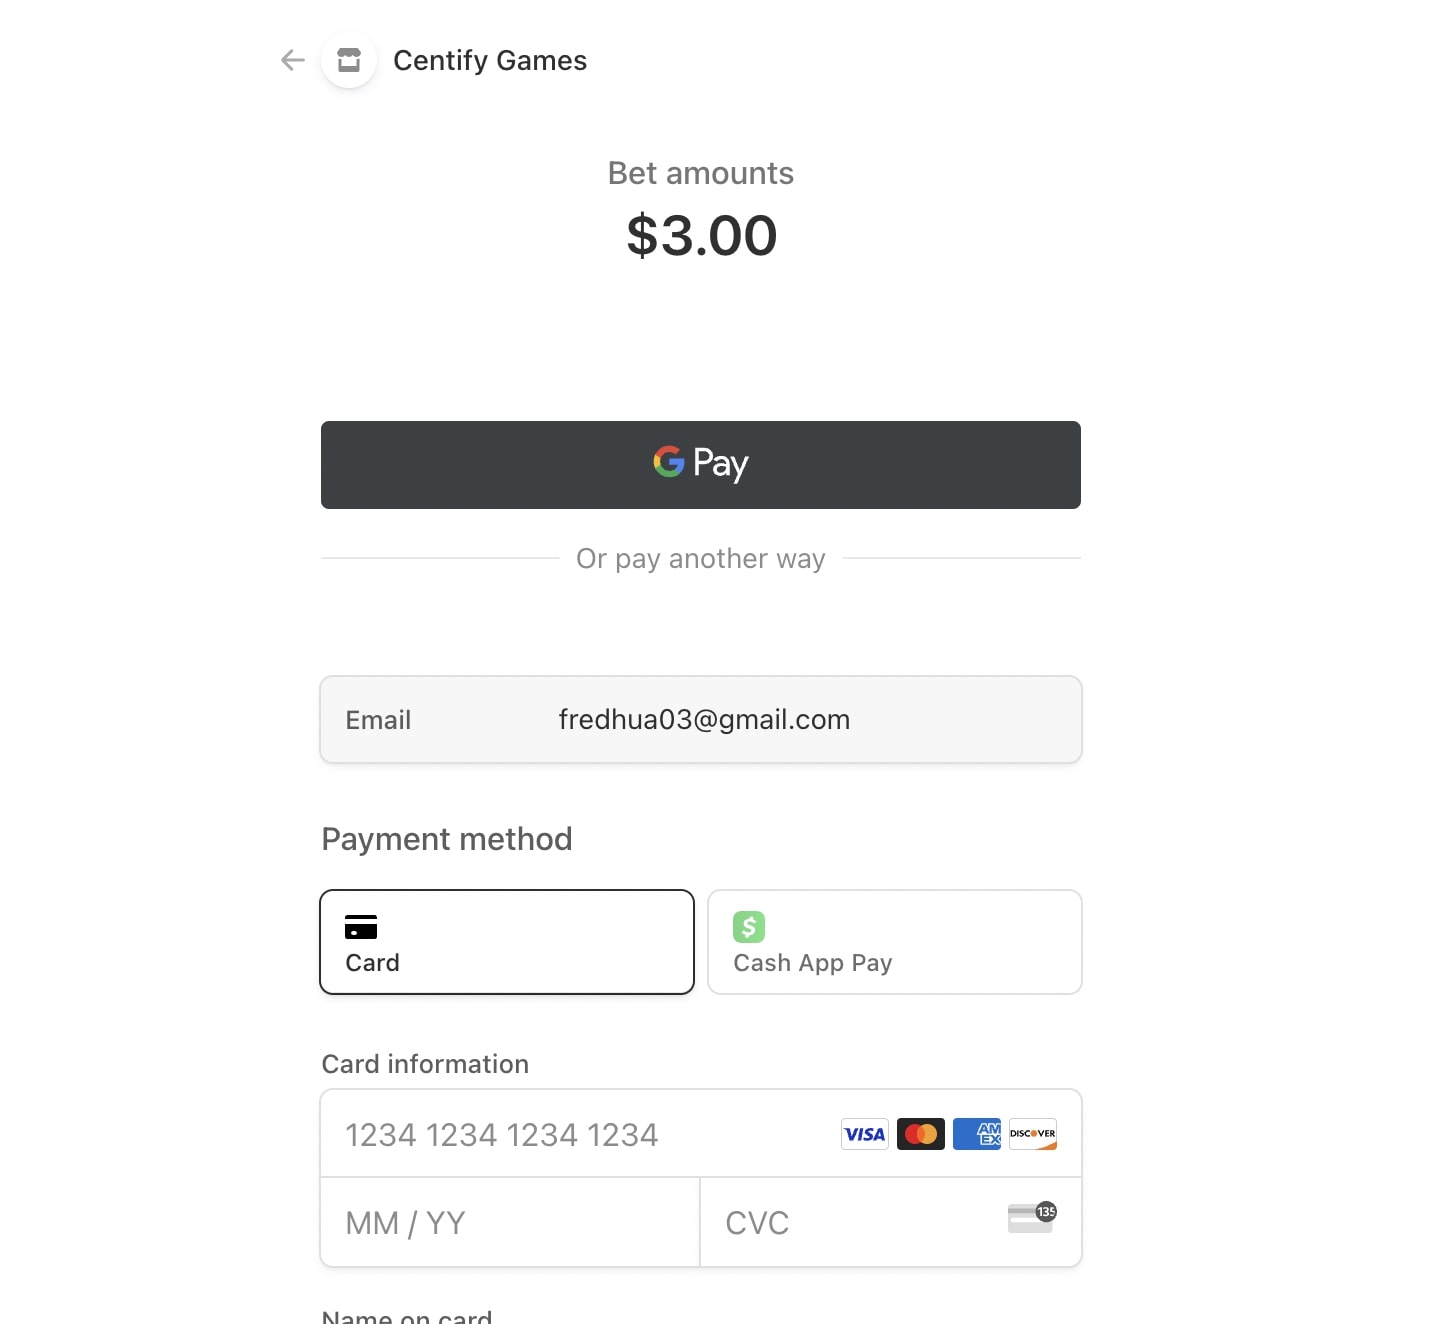 Centify Games
Bet amounts
$3.00
G Pay
Or pay another way
Email fredhua03@gmail.com
Payment method
Card
$
Cash App Pay
Card information
1234 1234 1234 1234 VISA AM EX DISCOVER
MM / YY CVC 135
Name on card